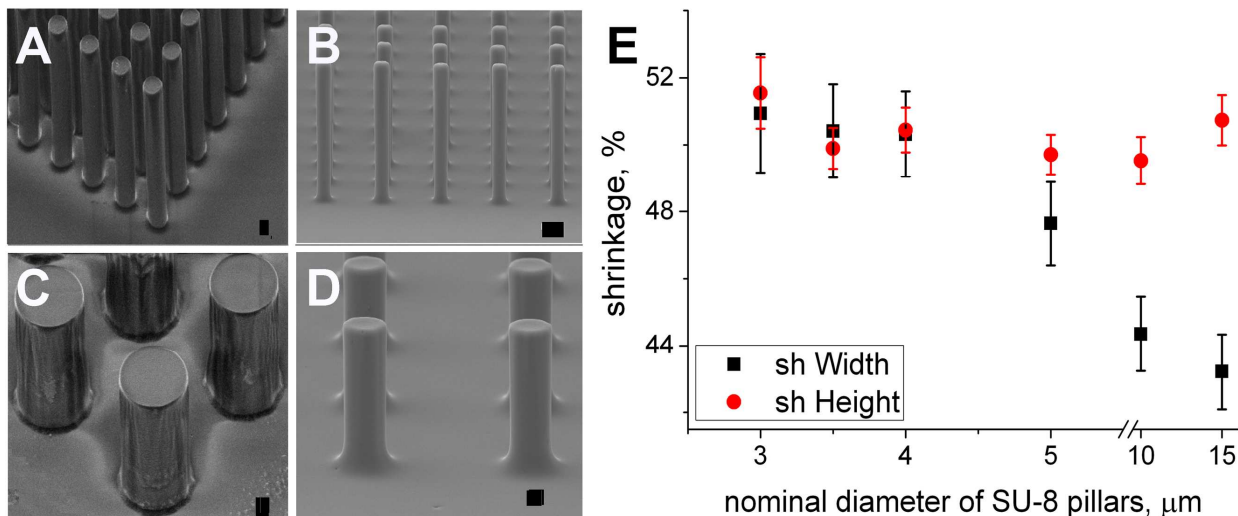 A
B
C
D
E
52
48
44
shrinkage, %
sh Width
sh Height
3
4
5
10
15
nominal diameter of SU-8 pillars, μm